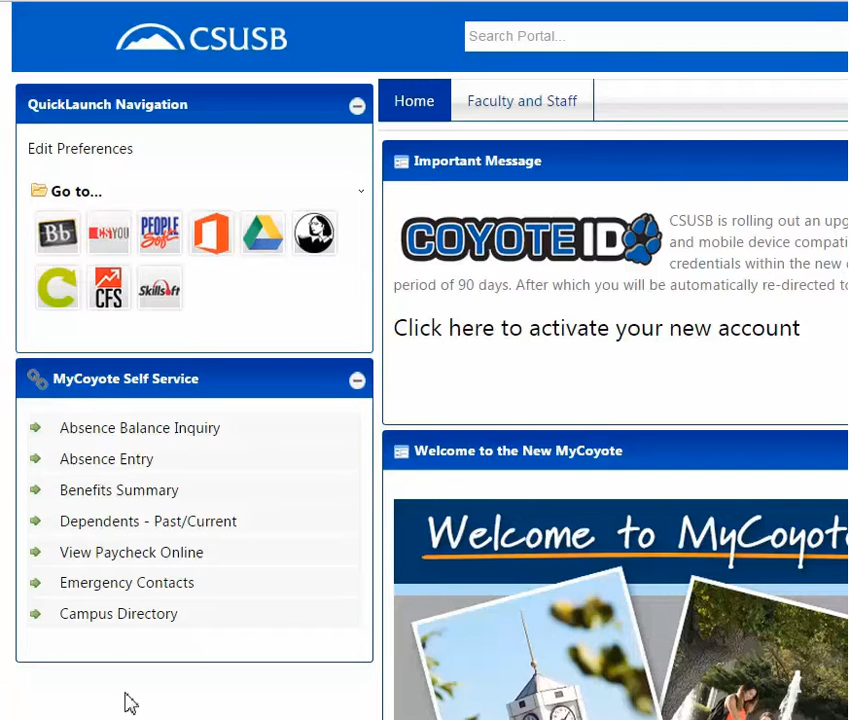 CSUSB
Search Portal...
QuickLaunch Navigation
Edit Preferences
Go to...
Bb
CSYOU
PEOPLE
Soft
CFS
Skillsoft
MyCoyote Self Service
Absence Balance Inquiry
Absence Entry
Benefits Summary
Dependents - Past/Current
View Paycheck Online
Emergency Contacts
Campus Directory
Home
Faculty and Staff
Important Message
COYOTE ID
CSUSB is rolling out an upg
and mobile device compati
credentials within the new
period of 90 days. After which you will be automatically re-directed to
Click here to activate your new account
Welcome to the New MyCoyote
Welcome to MyCoyote